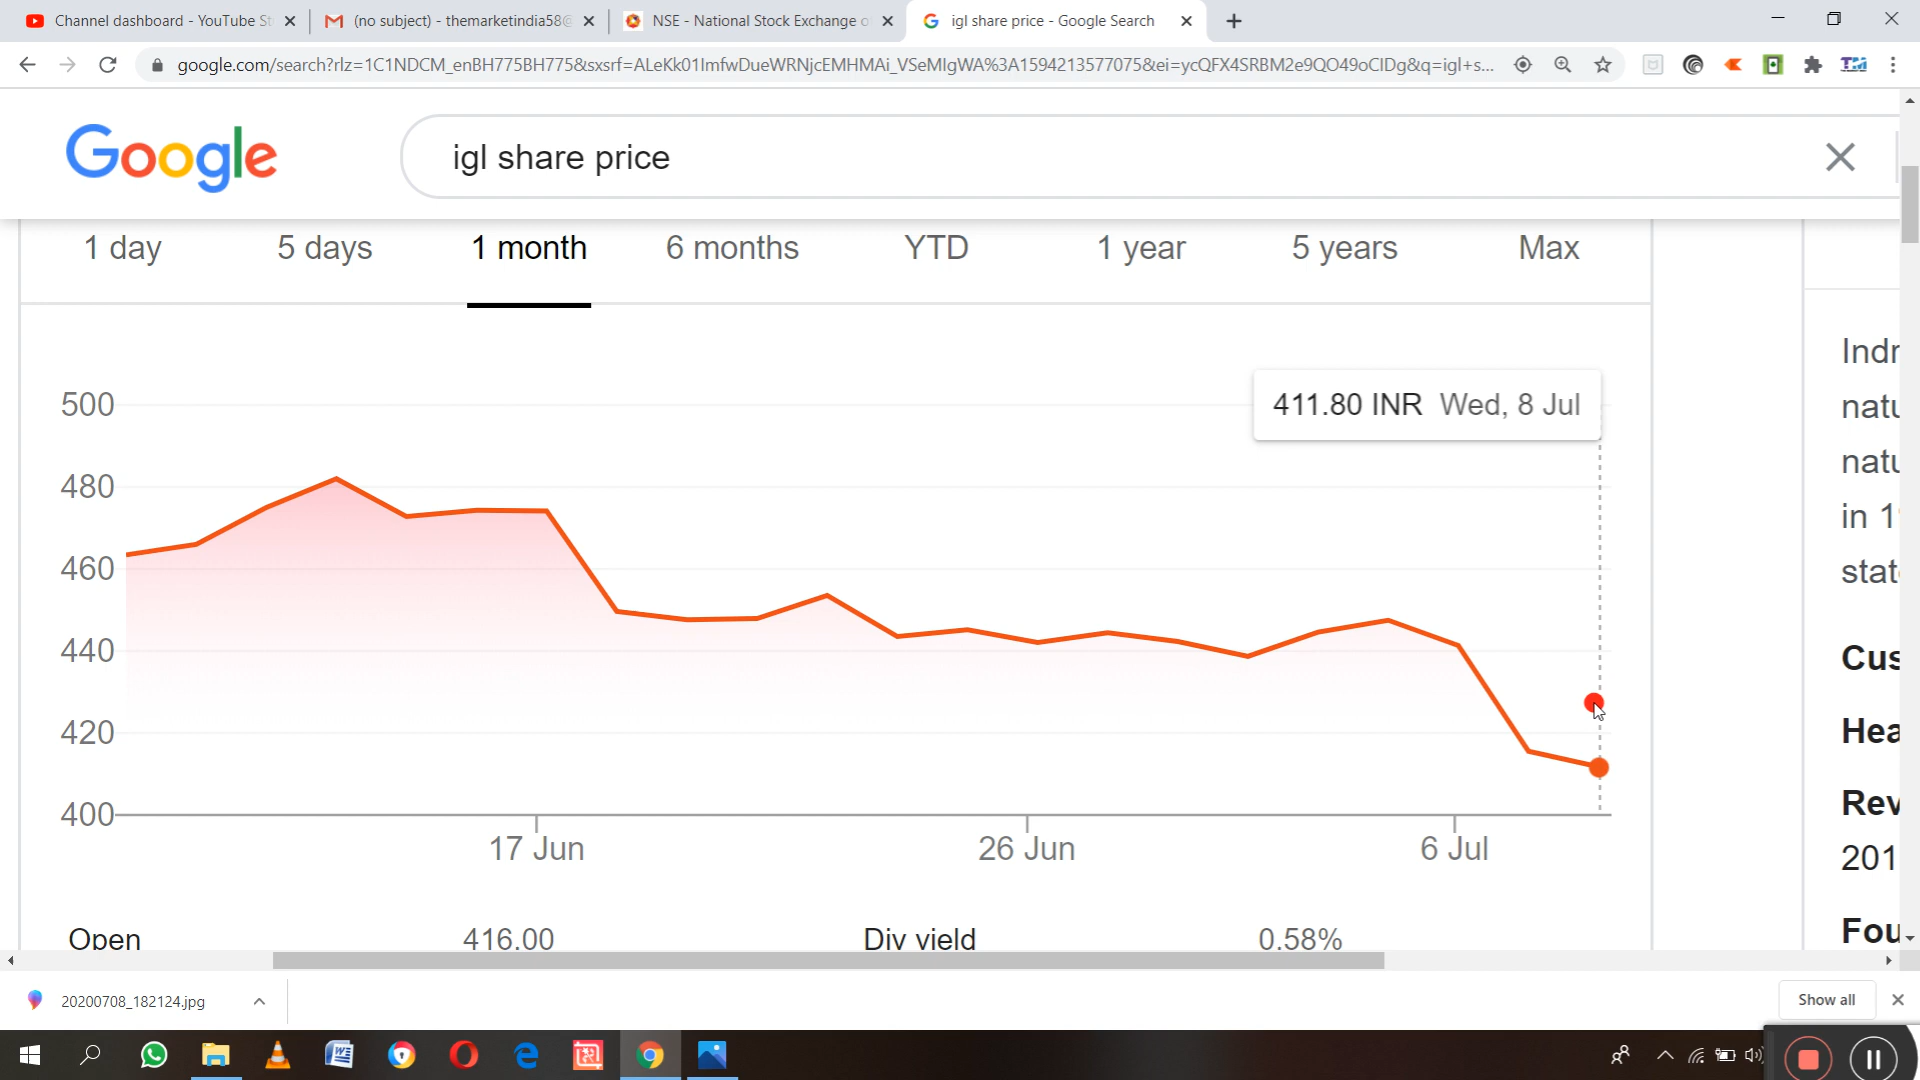 Channel dashboard - YouTube St
(no subject) - themarketindia58@
NSE - National Stock Exchange o
igl share price - Google Search
google.com/search?rlz=1C1NDCM_enBH775BH775&sxsrf=ALeKk01ImfwDueWRNjcEMHMAi_VSeMIgWA%3A1594213577075&ei=ycQFX4SRBM2e9QO49oCIDg&q=igl+s...
Google
igl share price
1 day
5 days
1 month
6 months
YTD
1 year
5 years
Max
411.80 INR Wed, 8 Jul
500
480
460
440
420
400
17 Jun
26 Jun
6 Jul
Open
416.00
Div yield
0.58%
Indr
natu
natu
in 1
stat
Cus
Hea
Rev
201
Fou
20200708_182124.jpg
Show all